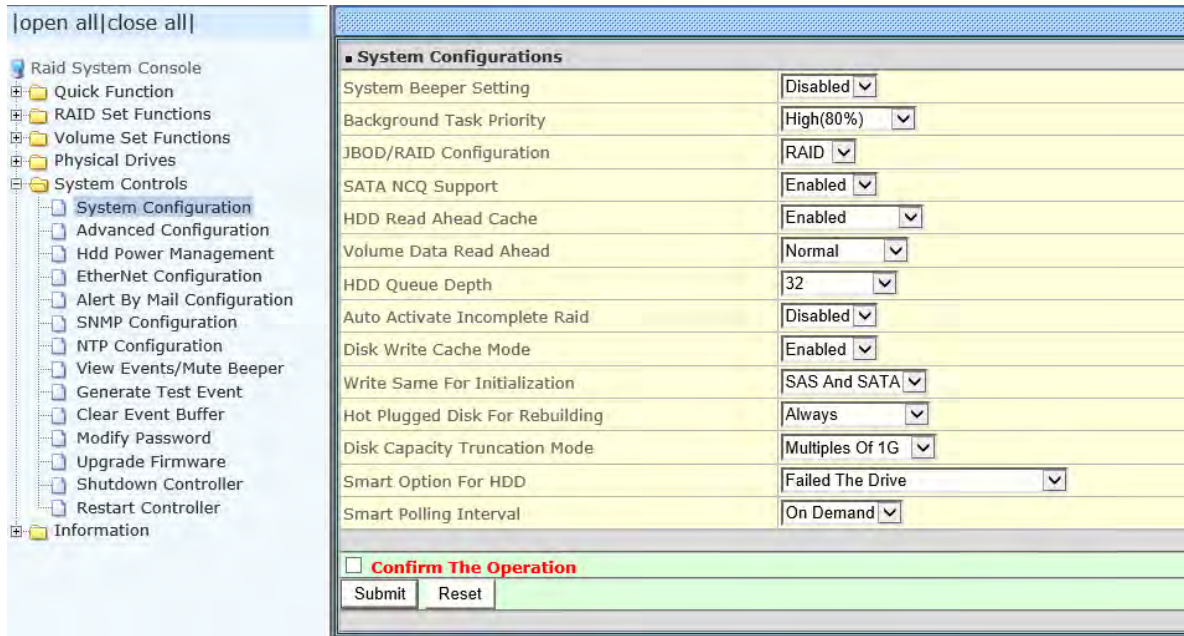 |open all|close all|
Raid System Console
Quick Function
RAID Set Functions
Volume Set Functions
Physical Drives
System Controls
System Configuration
Advanced Configuration
Hdd Power Management
EtherNet Configuration
Alert By Mail Configuration
SNMP Configuration
NTP Configuration
View Events/Mute Beeper
Generate Test Event
Clear Event Buffer
Modify Password
Upgrade Firmware
Shutdown Controller
Restart Controller
Information
System Configurations
System Beeper Setting Disabled
Background Task Priority High(80%)
JBOD/RAID Configuration RAID
SATA NCQ Support Enabled
HDD Read Ahead Cache Enabled
Volume Data Read Ahead Normal
HDD Queue Depth 32
Auto Activate Incomplete Raid Disabled
Disk Write Cache Mode Enabled
Write Same For Initialization SAS And SATA
Hot Plugged Disk For Rebuilding Always
Disk Capacity Truncation Mode Multiples Of 1G
Smart Option For HDD Failed The Drive
Smart Polling Interval On Demand
Confirm The Operation
Submit Reset